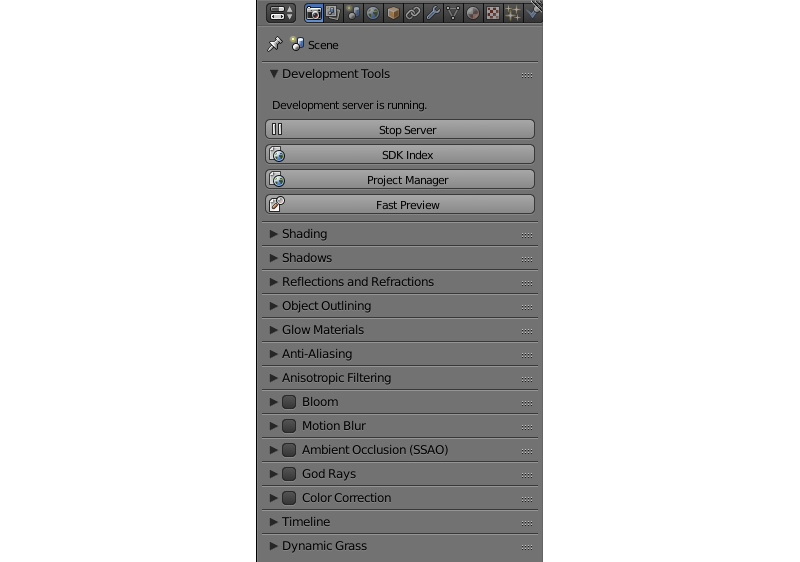 Scene
Development Tools
Development server is running.
Stop Server
SDK Index
Project Manager
Fast Preview
Shading
Shadows
Reflections and Refractions
Object Outlining
Glow Materials
Anti-Aliasing
Anisotropic Filtering
Bloom
Motion Blur
Ambient Occlusion (SSAO)
God Rays
Color Correction
Timeline
Dynamic Grass